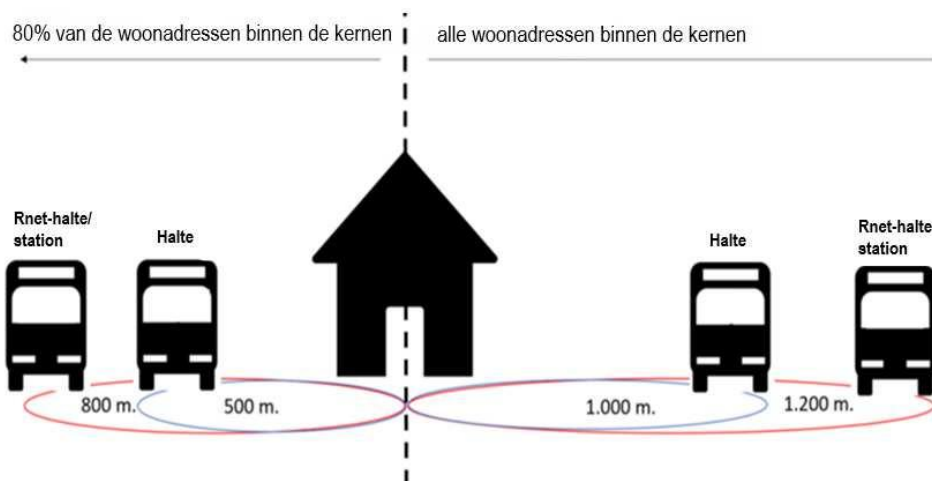 80% van de woonadressen binnen de kernen
alle woonadressen binnen de kernen
Rnet-halte/
station
Halte
Halte
Rnet-halte
station
800 m.
500 m.
1.000 m.
1.200 m.